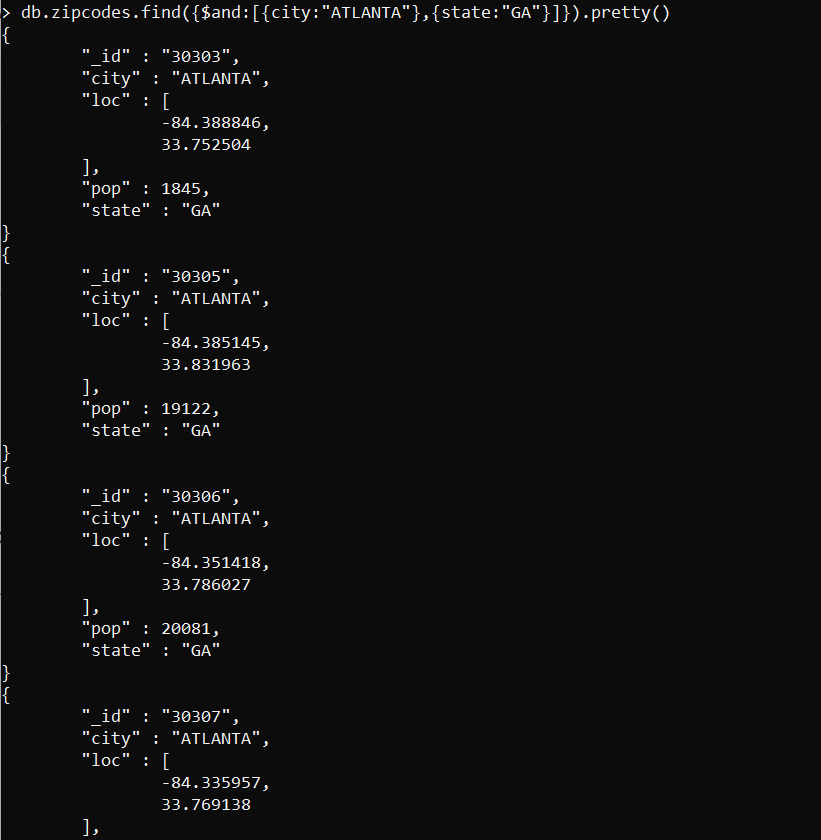 > db.zipcodes.find({$and:[{city:"ATLANTA"},{state:"GA"}]}).pretty()
{
        "_id" : "30303",
        "city" : "ATLANTA",
        "loc" : [
                -84.388846,
                33.752504
        ],
        "pop" : 1845,
        "state" : "GA"
}
{
        "_id" : "30305",
        "city" : "ATLANTA",
        "loc" : [
                -84.385145,
                33.831963
        ],
        "pop" : 19122,
        "state" : "GA"
}
{
        "_id" : "30306",
        "city" : "ATLANTA",
        "loc" : [
                -84.351418,
                33.786027
        ],
        "pop" : 20081,
        "state" : "GA"
}
{
        "_id" : "30307",
        "city" : "ATLANTA",
        "loc" : [
                -84.335957,
                33.769138
        ],